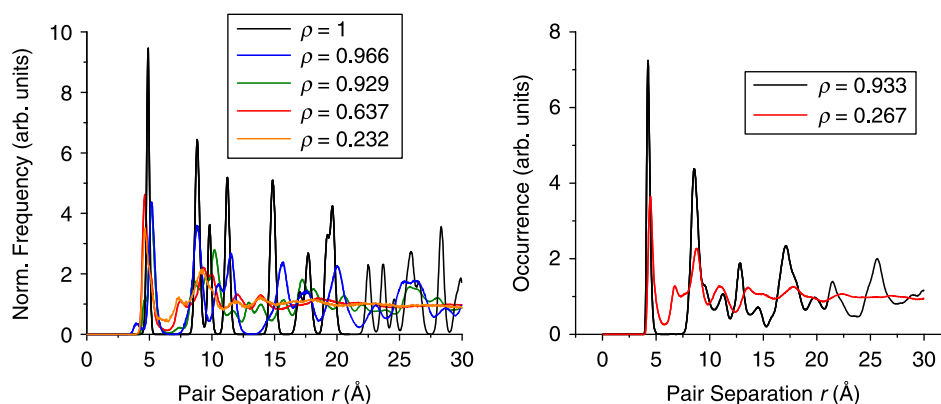 Norm. Frequency (arb. units)
10
8
6
4
2
0
0 5 10 15 20 25 30
Pair Separation r (Å)
ρ = 1
ρ = 0.966
ρ = 0.929
ρ = 0.637
ρ = 0.232
Occurrence (arb. units)
8
6
4
2
0
0 5 10 15 20 25 30
Pair Separation r (Å)
ρ = 0.933
ρ = 0.267